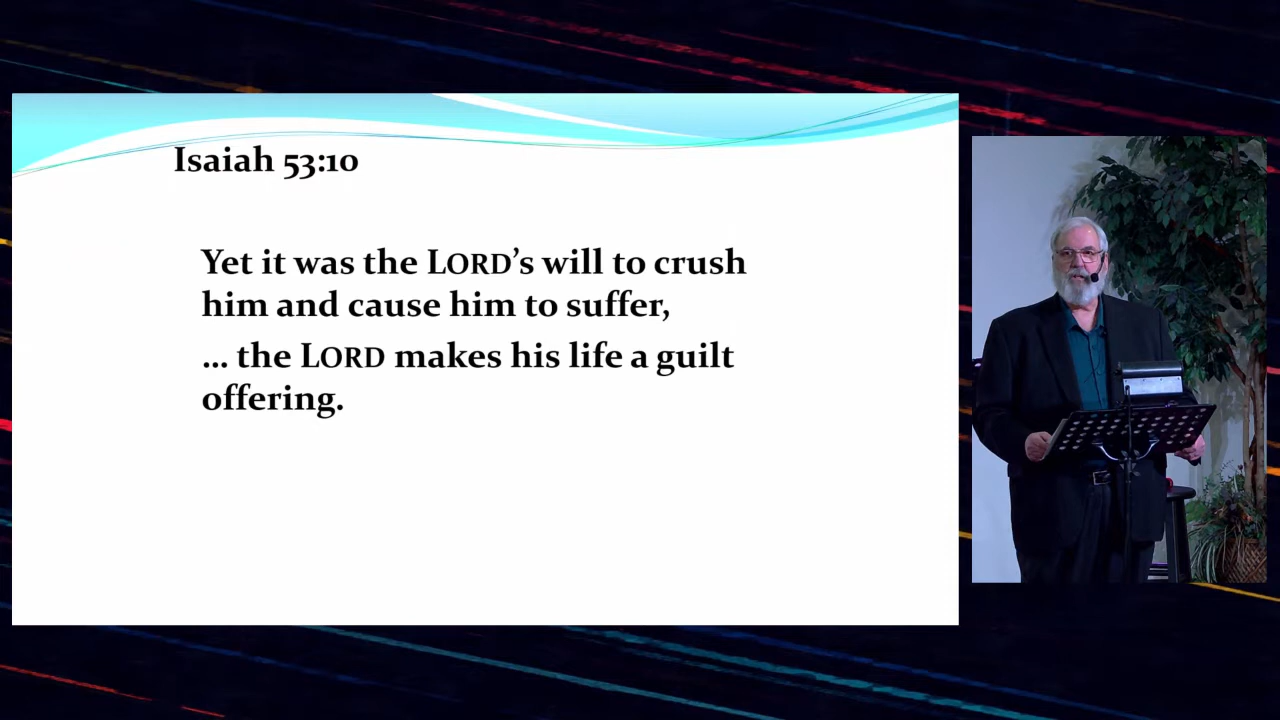 Isaiah 53:10
Yet it was the LORD’s will to crush
him and cause him to suffer,
… the LORD makes his life a guilt
offering.